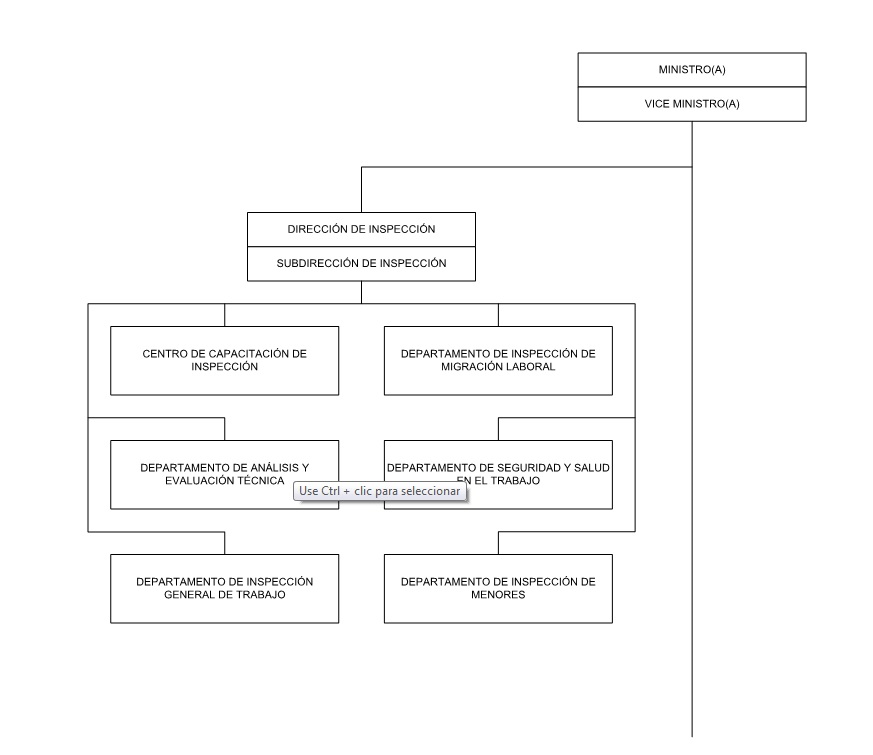 MINISTRO(A)
VICE MINISTRO(A)
DIRECCIÓN DE INSPECCIÓN
SUBDIRECCIÓN DE INSPECCIÓN
CENTRO DE CAPACITACIÓN DE
INSPECCIÓN
DEPARTAMENTO DE INSPECCIÓN DE
MIGRACIÓN LABORAL
DEPARTAMENTO DE ANÁLISIS Y
EVALUACIÓN TÉCNICA
DEPARTAMENTO DE SEGURIDAD Y SALUD
EN EL TRABAJO
Use Ctrl + clic para seleccionar
DEPARTAMENTO DE INSPECCIÓN
GENERAL DE TRABAJO
DEPARTAMENTO DE INSPECCIÓN DE
MENORES